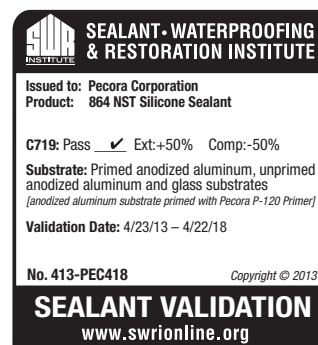 SWR
INSTITUTE
SEALANT • WATERPROOFING
& RESTORATION INSTITUTE
Issued to: Pecora Corporation
Product: 864 NST Silicone Sealant
C719: Pass ✔ Ext:+50% Comp:-50%
Substrate: Primed anodized aluminum, unprimed
anodized aluminum and glass substrates
[anodized aluminum substrate primed with Pecora P-120 Primer]
Validation Date: 4/23/13 – 4/22/18
No. 413-PEC418 Copyright © 2013
SEALANT VALIDATION
www.swrionline.org